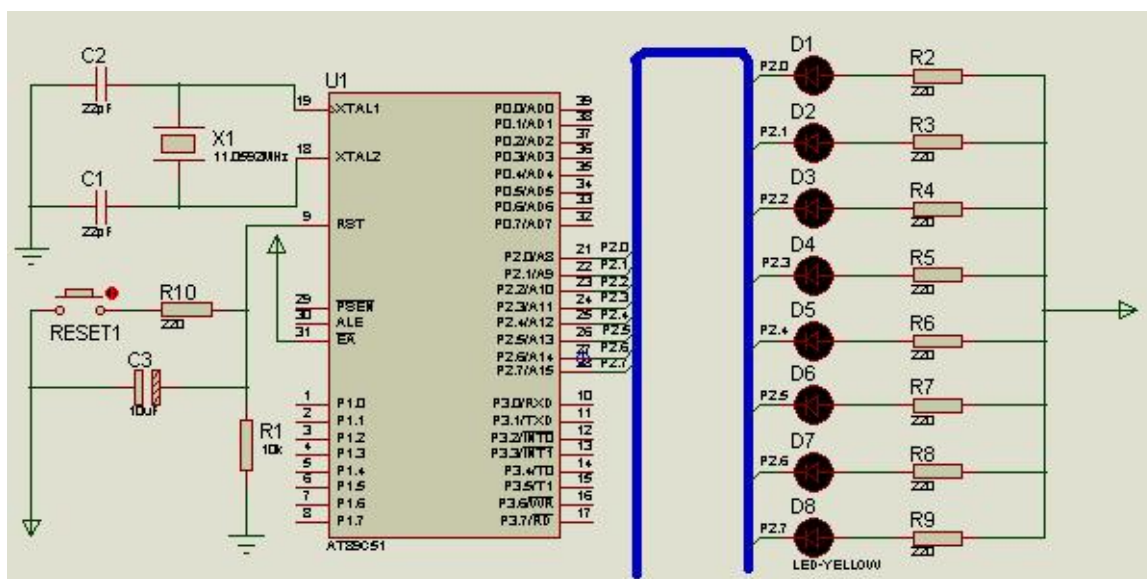 C2
22pF
X1
11.0592MHz
C1
22pF
RESET1
R10
220
C3
10uF
R1
10k
U1
19 XTAL1
18 XTAL2
9 RST
29 PSEN
30 ALE
31 EA
1 P1.0
2 P1.1
3 P1.2
4 P1.3
5 P1.4
6 P1.5
7 P1.6
8 P1.7
P0.0/AD0 39
P0.1/AD1 38
P0.2/AD2 37
P0.3/AD3 36
P0.4/AD4 35
P0.5/AD5 34
P0.6/AD6 33
P0.7/AD7 32
P2.0/A8 21 P2.0
P2.1/A9 22 P2.1
P2.2/A10 23 P2.2
P2.3/A11 24 P2.3
P2.4/A12 25 P2.4
P2.5/A13 26 P2.5
P2.6/A14 27 P2.6
P2.7/A15 28 P2.7
P3.0/RXD 10
P3.1/TXD 11
P3.2/INT0 12
P3.3/INT1 13
P3.4/T0 14
P3.5/T1 15
P3.6/WR 16
P3.7/RD 17
AT89C51
P2.0 D1 R2 220
P2.1 D2 R3 220
P2.2 D3 R4 220
P2.3 D4 R5 220
P2.4 D5 R6 220
P2.5 D6 R7 220
P2.6 D7 R8 220
P2.7 D8 R9 220
LED-YELLOW